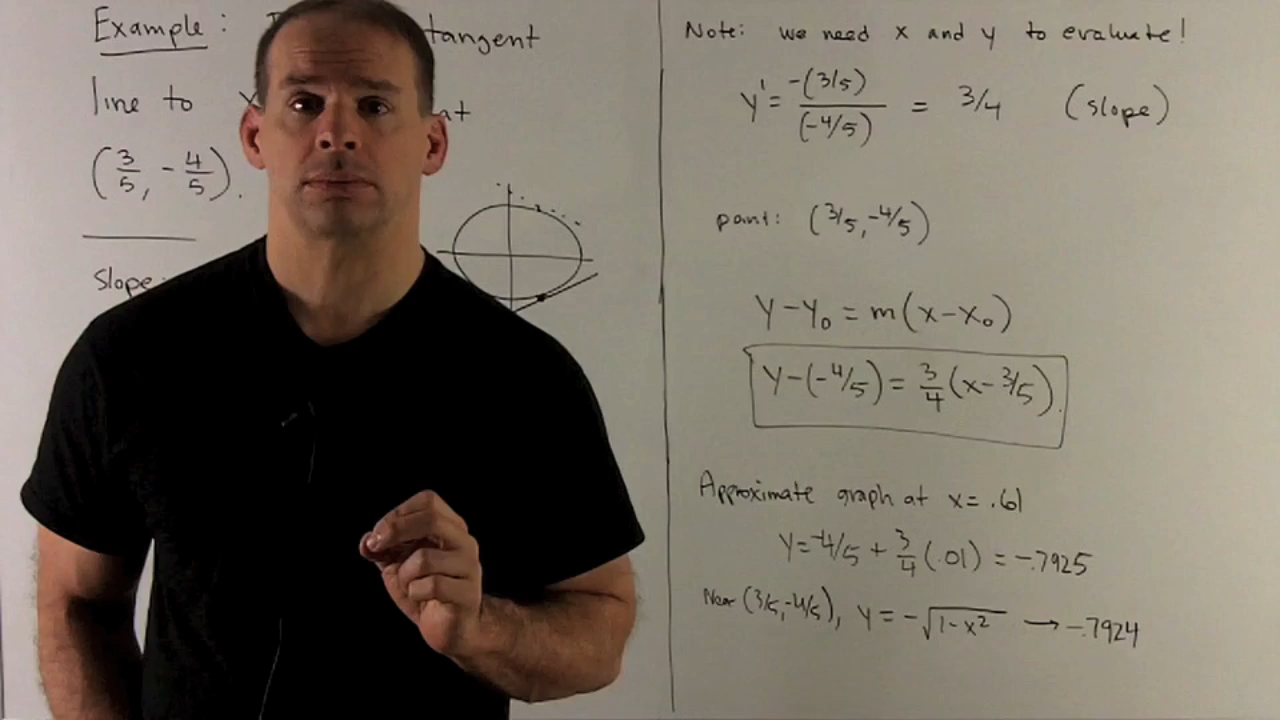 Example: tangent
line to x at
(3/5, -4/5).
Slope:
Note: we need x and y to evaluate!
y' = -(3/5)/(-4/5) = 3/4 (slope)
point: (3/5, -4/5)
y-y₀ = m(x-x₀)
y-(-4/5) = 3/4(x-3/5).
Approximate graph at x=.61
y=-4/5 + 3/4(.01) = -.7925
Near (3/5,-4/5), y = -√(1-x²) → -.7924